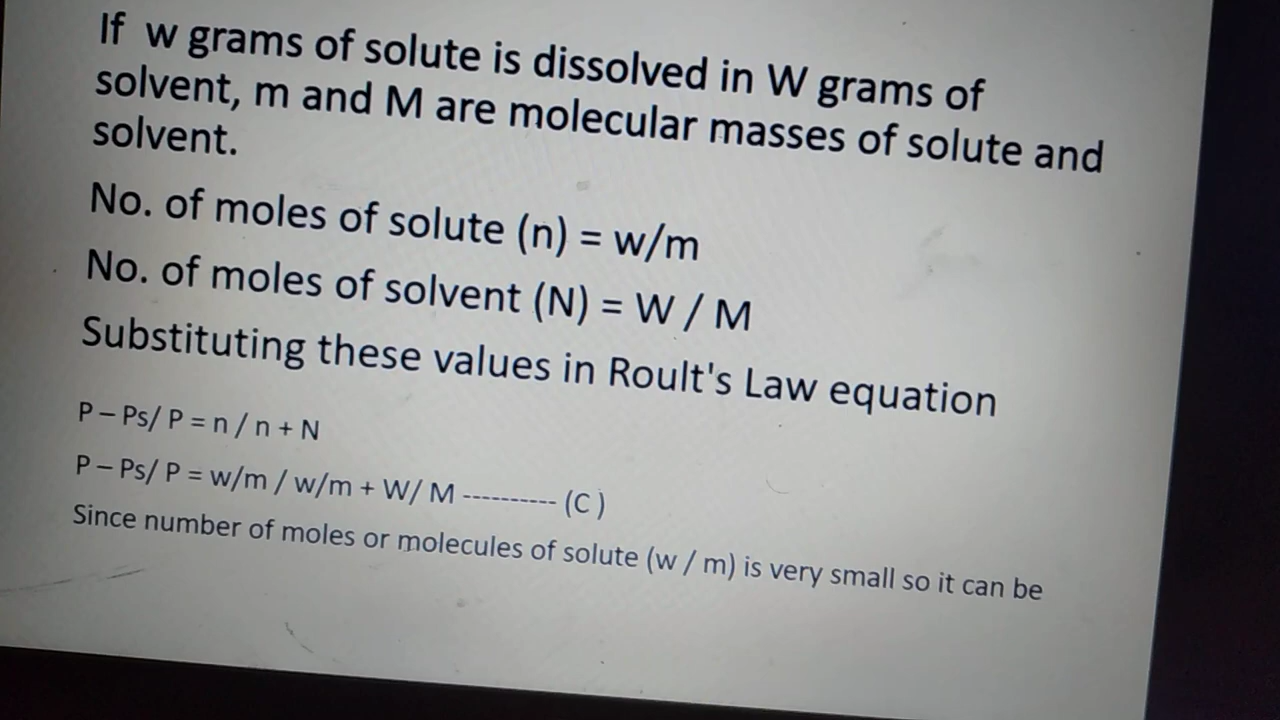 If w grams of solute is dissolved in W grams of
solvent, m and M are molecular masses of solute and
solvent.
No. of moles of solute (n) = w/m
No. of moles of solvent (N) = W / M
Substituting these values in Roult's Law equation
P – Ps/ P = n / n + N
P – Ps/ P = w/m / w/m + W/ M ---------- (C )
Since number of moles or molecules of solute (w / m) is very small so it can be